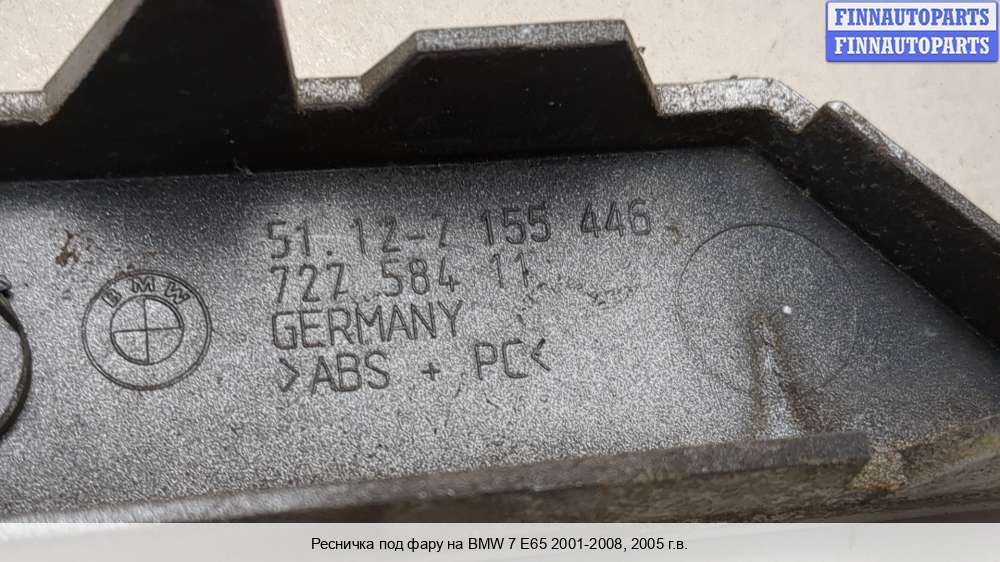 FINNAUTOPARTS
FINNAUTOPARTS
51.12-7 155 446
727 584 11
BMW
GERMANY
>ABS + PC<
Ресничка под фару на BMW 7 E65 2001-2008, 2005 г.в.